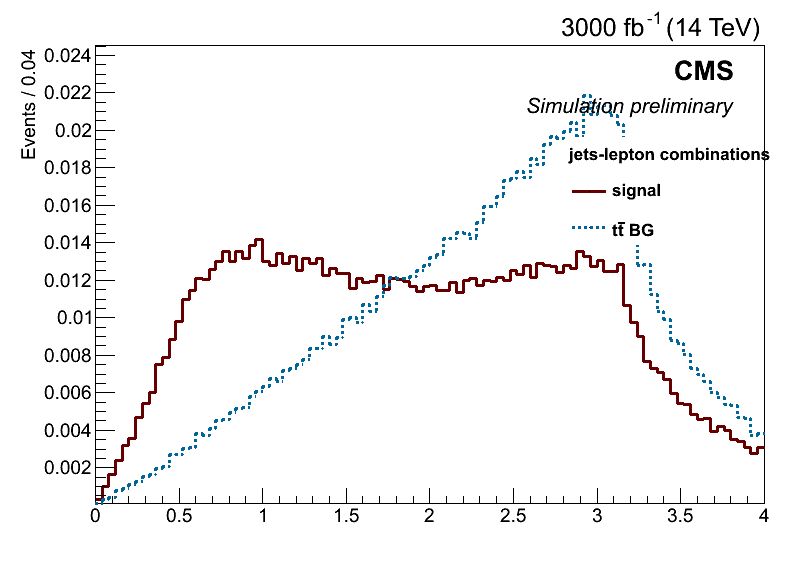 3000 fb⁻¹ (14 TeV)
Events / 0.04
CMS
Simulation preliminary
jets-lepton combinations
signal
tt̄ BG
0.024
0.022
0.02
0.018
0.016
0.014
0.012
0.01
0.008
0.006
0.004
0.002
0 0.5 1 1.5 2 2.5 3 3.5 4